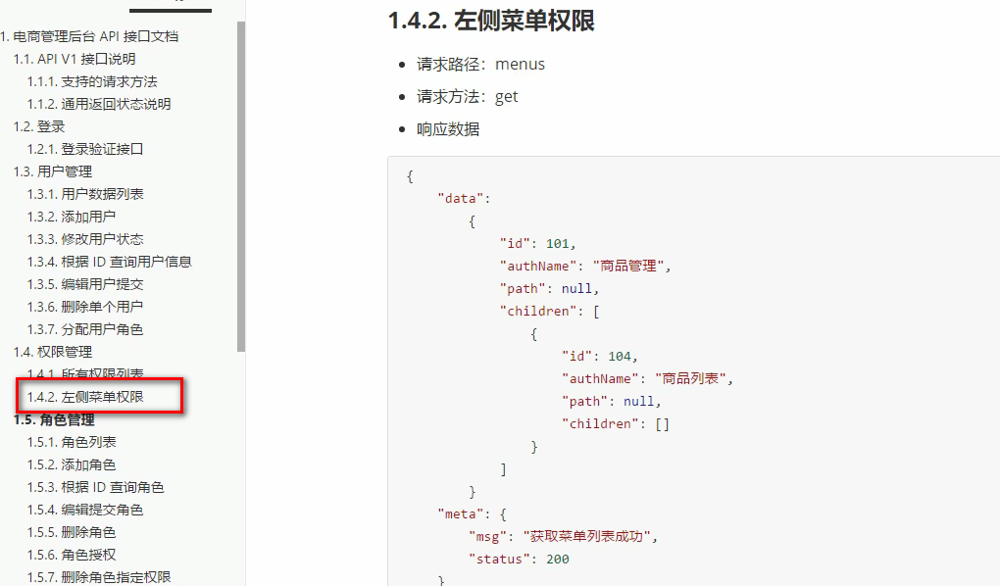 1. 电商管理后台 API 接口文档
1.1. API V1 接口说明
1.1.1. 支持的请求方法
1.1.2. 通用返回状态说明
1.2. 登录
1.2.1. 登录验证接口
1.3. 用户管理
1.3.1. 用户数据列表
1.3.2. 添加用户
1.3.3. 修改用户状态
1.3.4. 根据 ID 查询用户信息
1.3.5. 编辑用户提交
1.3.6. 删除单个用户
1.3.7. 分配用户角色
1.4. 权限管理
1.4.1. 所有权限列表
1.4.2. 左侧菜单权限
1.5. 角色管理
1.5.1. 角色列表
1.5.2. 添加角色
1.5.3. 根据 ID 查询角色
1.5.4. 编辑提交角色
1.5.5. 删除角色
1.5.6. 角色授权
1.5.7. 删除角色指定权限
1.4.2. 左侧菜单权限
• 请求路径：menus
• 请求方法：get
• 响应数据
{
"data":
{
"id": 101,
"authName": "商品管理",
"path": null,
"children": [
{
"id": 104,
"authName": "商品列表",
"path": null,
"children": []
}
]
}
"meta": {
"msg": "获取菜单列表成功",
"status": 200
}